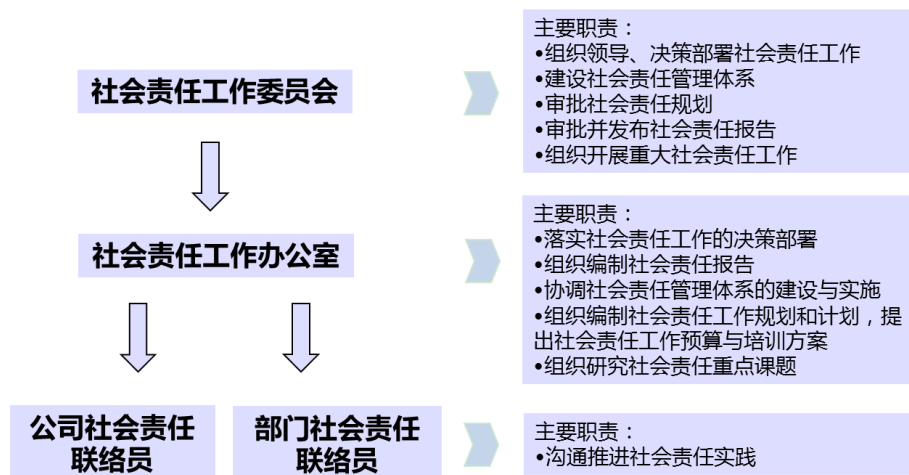 社会责任工作委员会
主要职责：
•组织领导、决策部署社会责任工作
•建设社会责任管理体系
•审批社会责任规划
•审批并发布社会责任报告
•组织开展重大社会责任工作
社会责任工作办公室
主要职责：
•落实社会责任工作的决策部署
•组织编制社会责任报告
•协调社会责任管理体系的建设与实施
•组织编制社会责任工作规划和计划，提
出社会责任工作预算与培训方案
•组织研究社会责任重点课题
公司社会责任
联络员
部门社会责任
联络员
主要职责：
•沟通推进社会责任实践